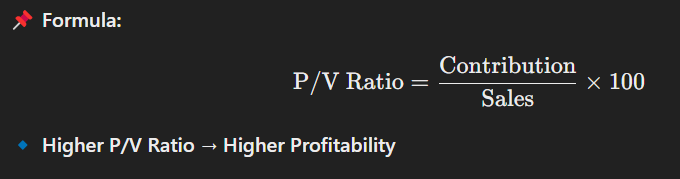 📌 Formula:
P/V Ratio = Contribution / Sales × 100
🔹 Higher P/V Ratio → Higher Profitability